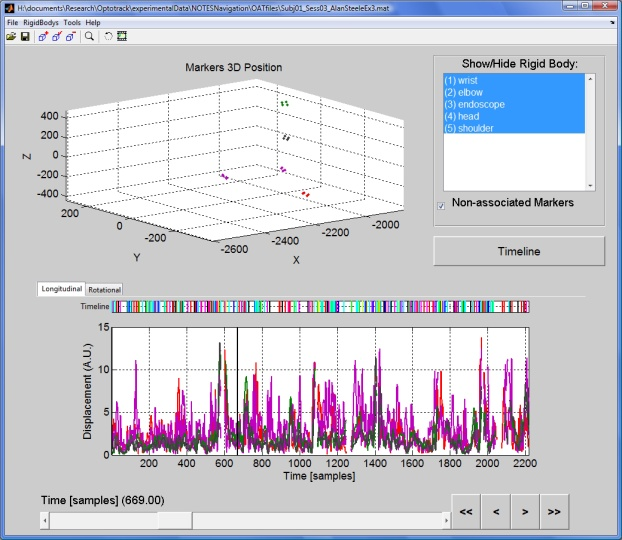 H:\documents\Research\Optotrack\experimentalData\NOTESNavigation\OATfiles\Subj01_Sess03_AlanSteeleEx3.mat
File RigidBodys Tools Help
Markers 3D Position
400
200
0
-200
-400
Z
200
0
-200
Y
-2600
-2400
-2200
-2000
X
Show/Hide Rigid Body:
(1) wrist
(2) elbow
(3) endoscope
(4) head
(5) shoulder
Non-associated Markers
Timeline
Longitudinal Rotational
Timeline
15
10
5
0
Displacement (A.U.)
200 400 600 800 1000 1200 1400 1600 1800 2000 2200
Time [samples]
Time [samples] (669.00)
<< < > >>